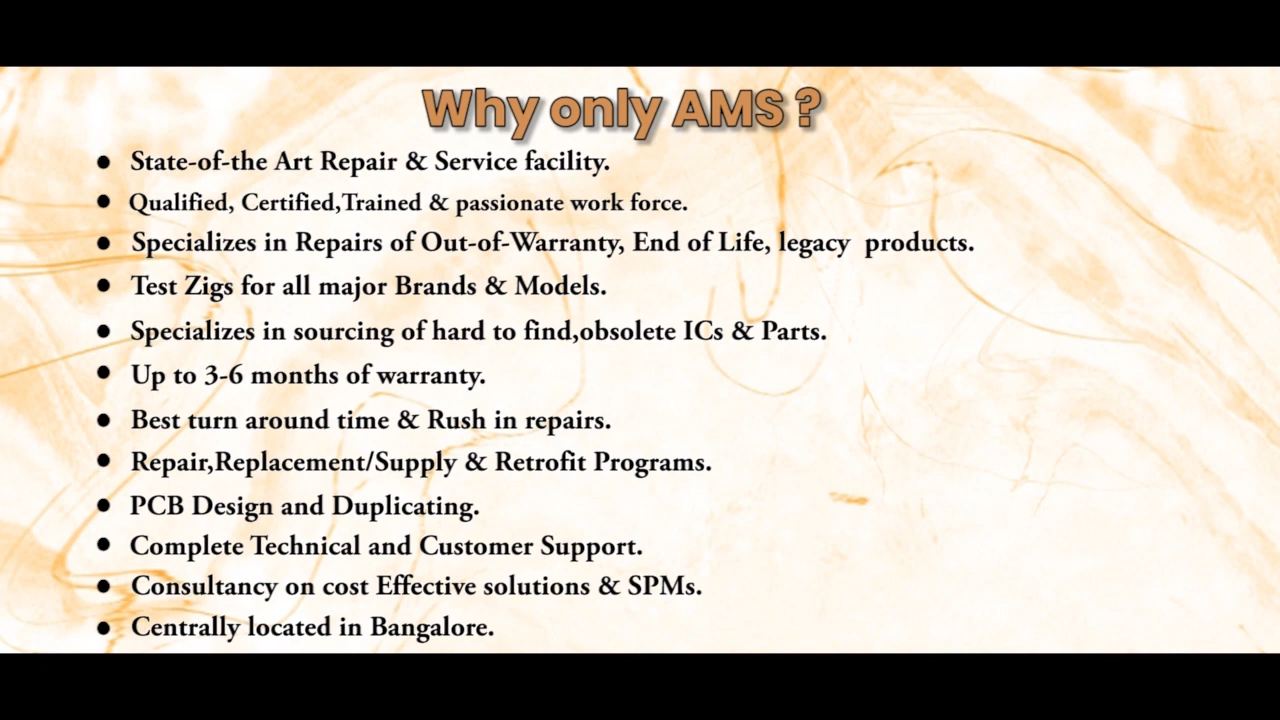 Why only AMS ?
● State-of-the Art Repair & Service facility.
● Qualified, Certified,Trained & passionate work force.
● Specializes in Repairs of Out-of-Warranty, End of Life, legacy  products.
● Test Zigs for all major Brands & Models.
● Specializes in sourcing of hard to find,obsolete ICs & Parts.
● Up to 3-6 months of warranty.
● Best turn around time & Rush in repairs.
● Repair,Replacement/Supply & Retrofit Programs.
● PCB Design and Duplicating.
● Complete Technical and Customer Support.
● Consultancy on cost Effective solutions & SPMs.
● Centrally located in Bangalore.